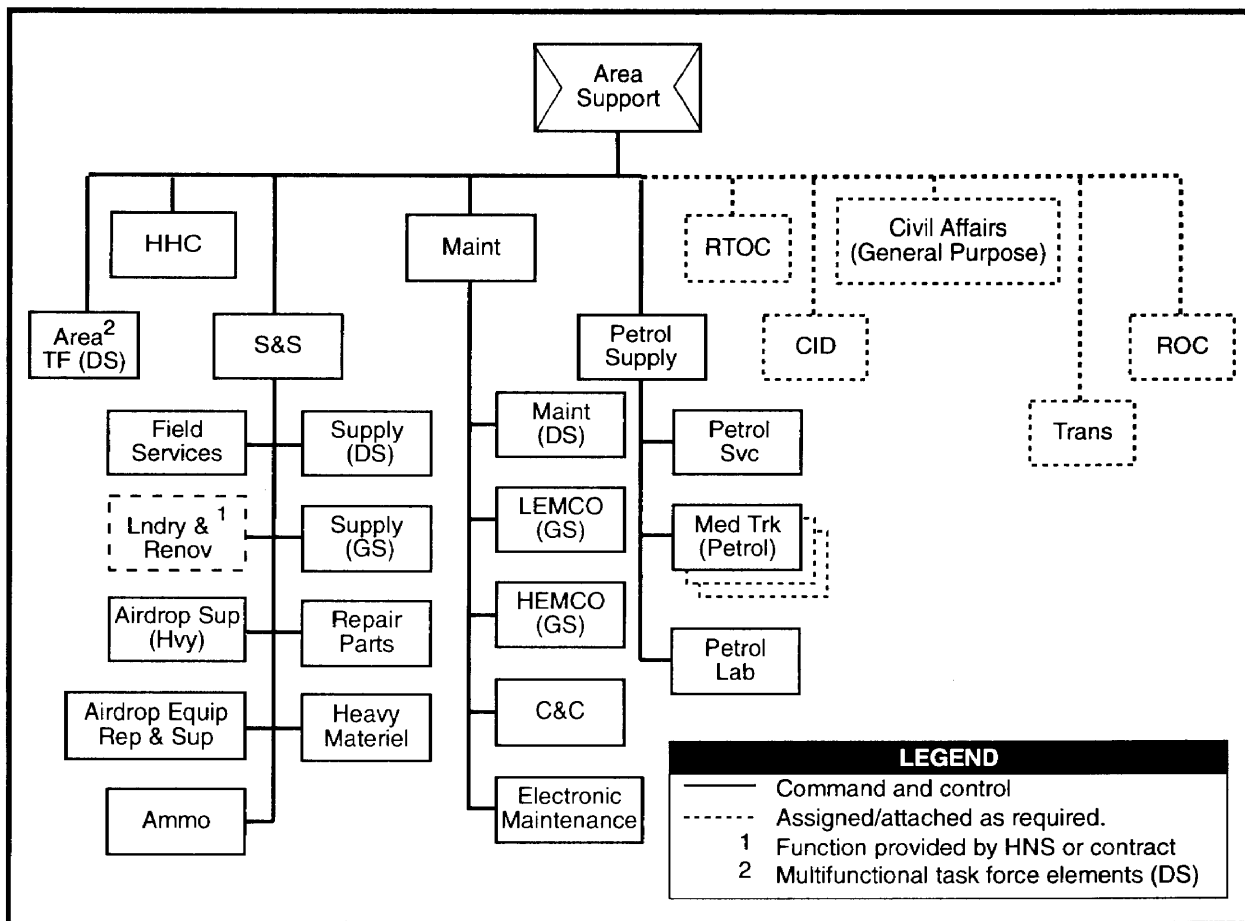 Area
Support
HHC
Maint
RTOC
Civil Affairs
(General Purpose)
Area2
TF (DS)
S&S
Petrol
Supply
CID
ROC
Trans
Field
Services
Supply
(DS)
Lndry & 1
Renov
Supply
(GS)
Airdrop Sup
(Hvy)
Repair
Parts
Airdrop Equip
Rep & Sup
Heavy
Materiel
Ammo
Maint
(DS)
LEMCO
(GS)
HEMCO
(GS)
C&C
Electronic
Maintenance
Petrol
Svc
Med Trk
(Petrol)
Petrol
Lab
LEGEND
Command and control
Assigned/attached as required.
1 Function provided by HNS or contract
2 Multifunctional task force elements (DS)